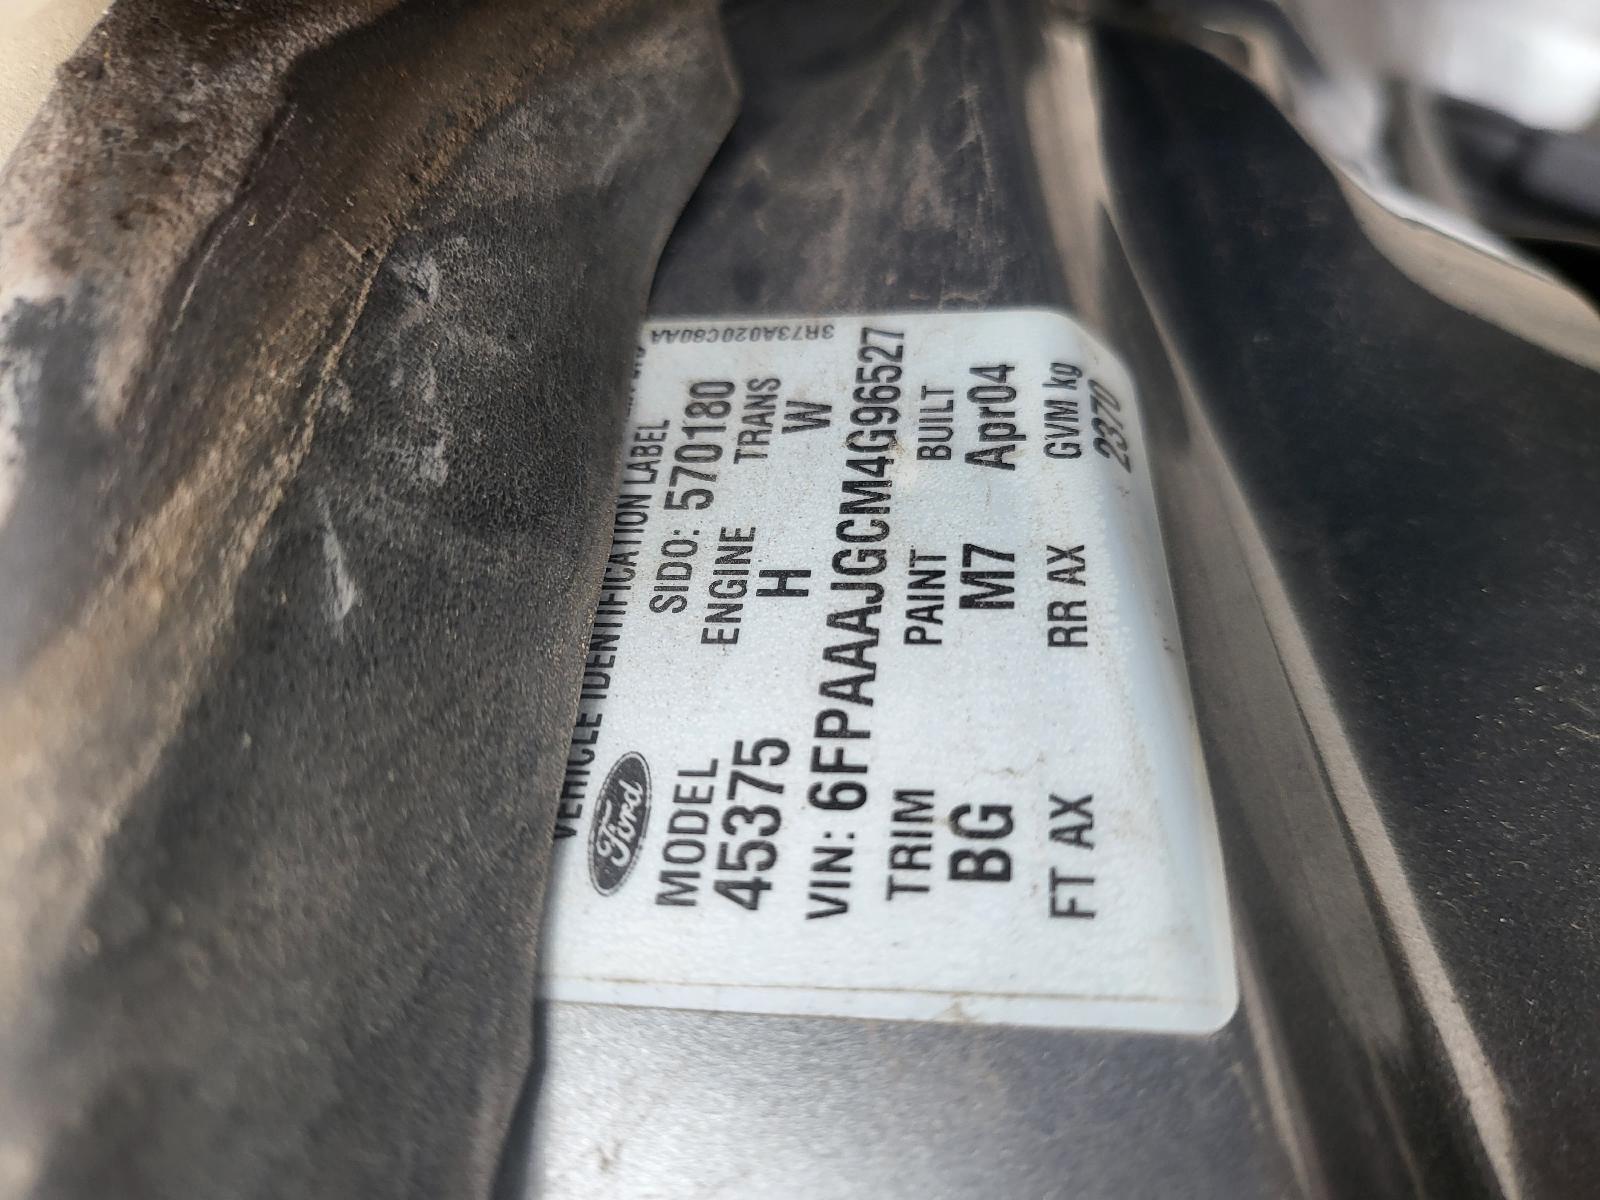 VEHICLE IDENTIFICATION LABEL
Ford
SIDO: 570180
MODEL ENGINE TRANS
45375 H W
VIN: 6FPAAAJGCM4G96527
TRIM PAINT BUILT
BG M7 Apr04
FT AX RR AX GVM kg
2370
3R73A020C80AA